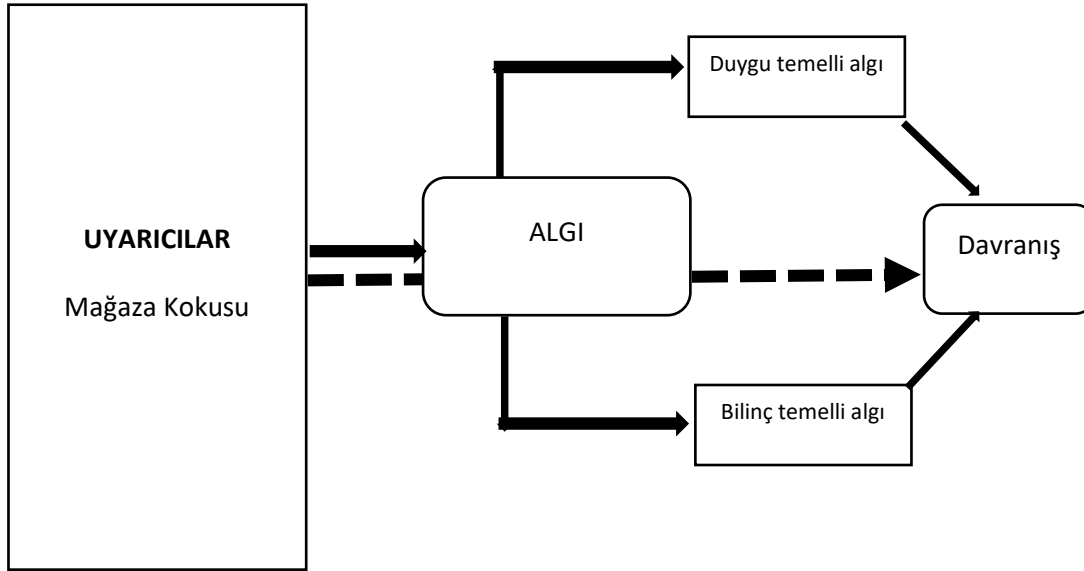 Duygu temelli algı
UYARICILAR
Mağaza Kokusu
ALGI
Davranış
Bilinç temelli algı